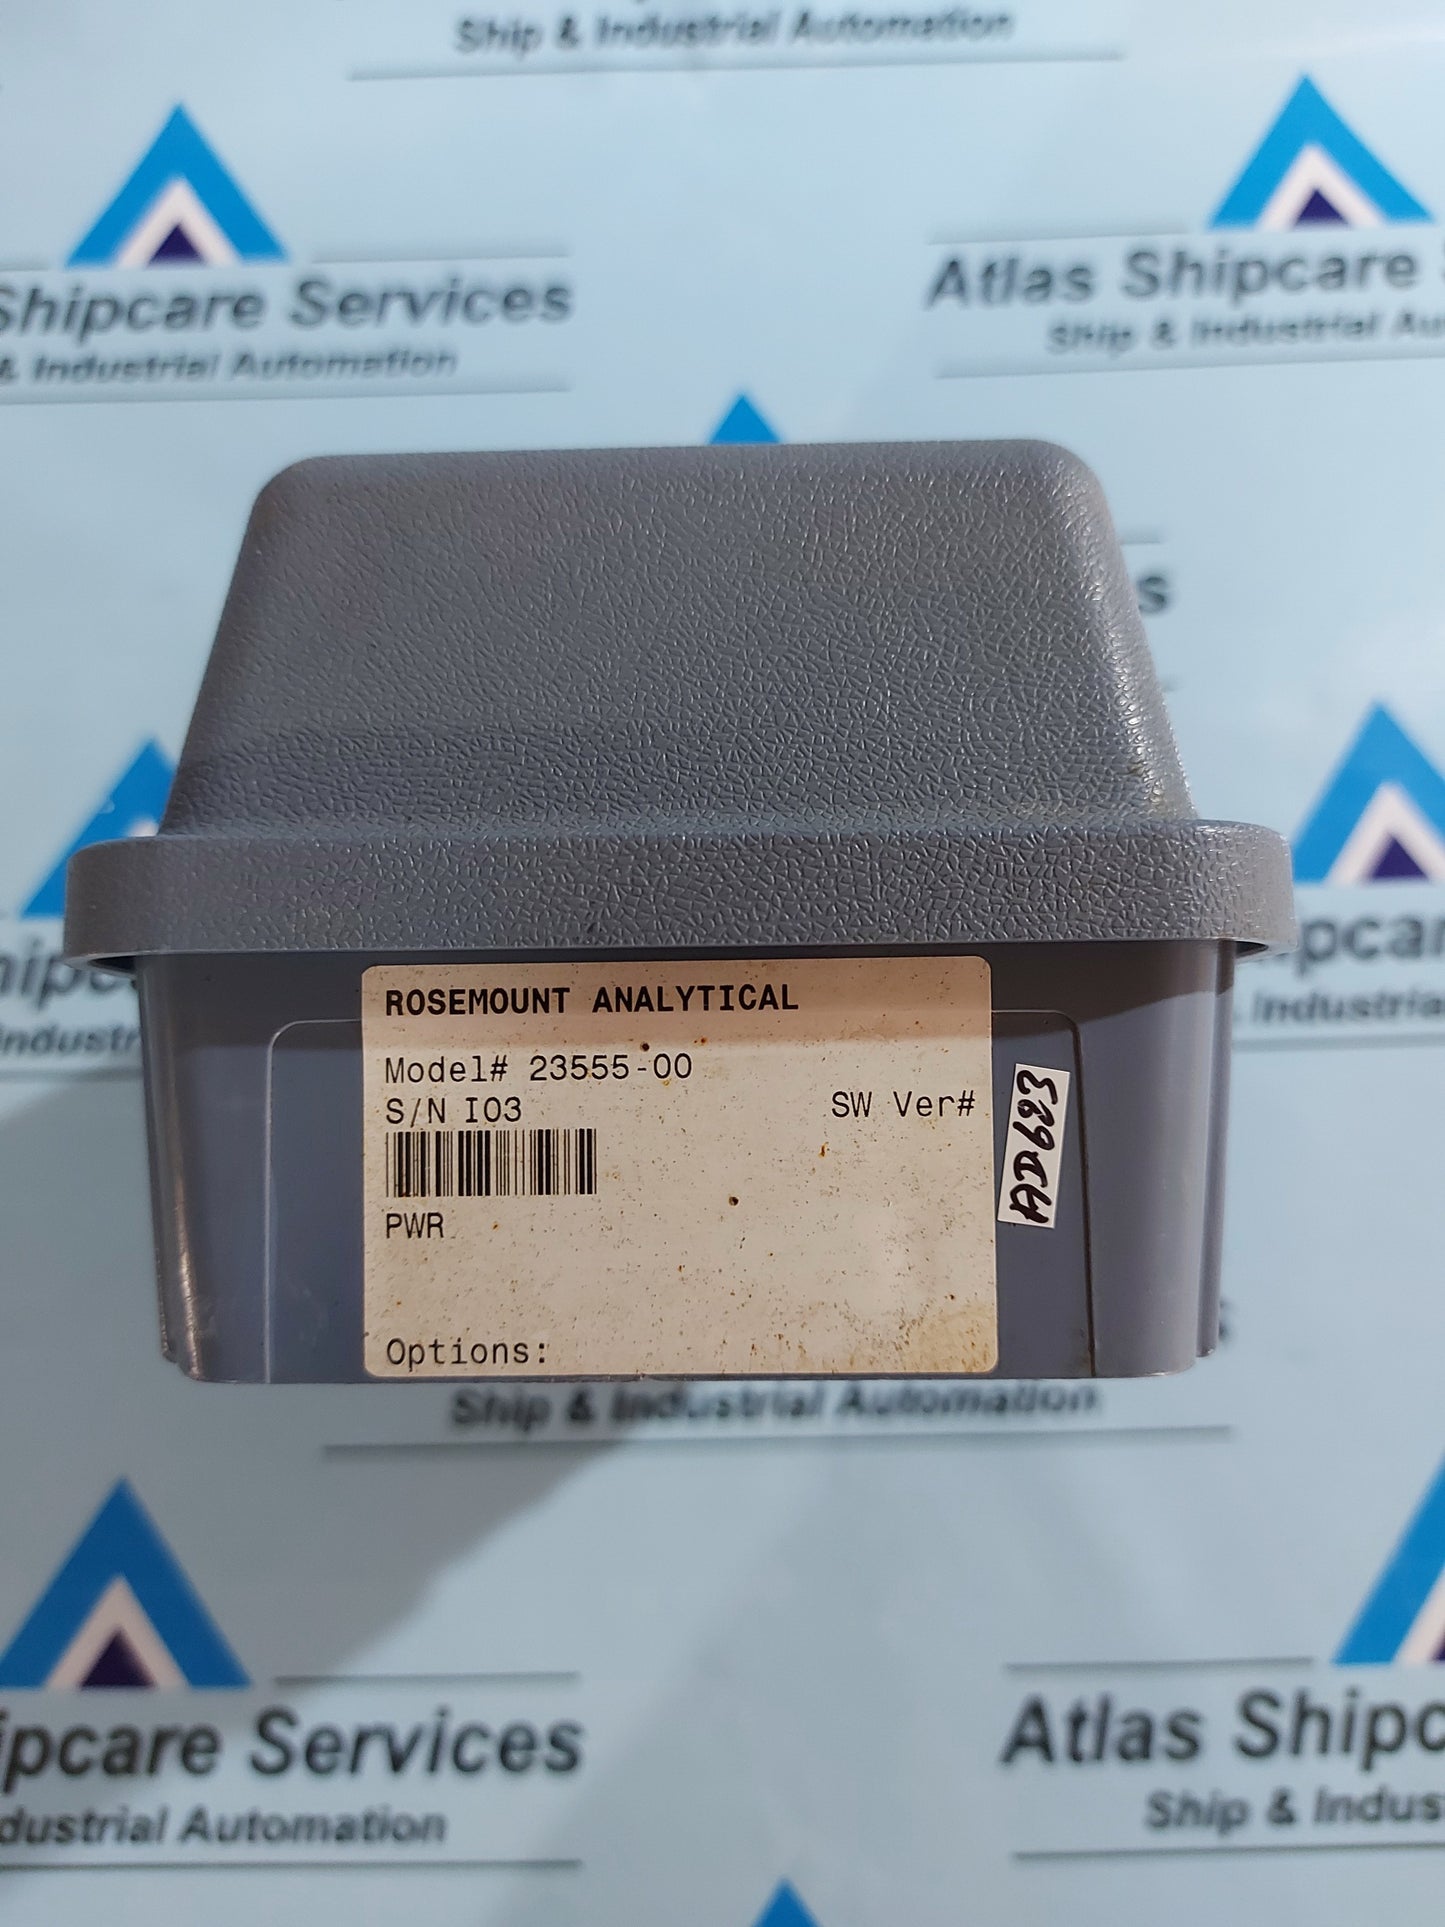 Ship & Industrial Automation
Shipcare Services
& Industrial Automation
Atlas Shipcare
Ship & Industrial Au
ROSEMOUNT ANALYTICAL
Model# 23555-00
S/N I03
SW Ver#
PWR
Options:
Ship & Industrial Automation
ipcare Services
dustrial Automation
Atlas Shipc
Ship & Indus